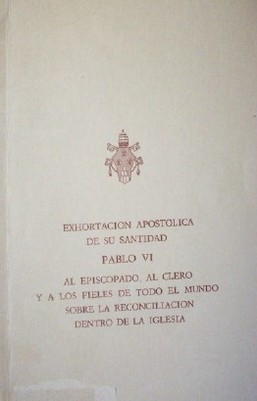 EXHORTACION APOSTOLICA
DE SU SANTIDAD
PABLO VI
AL EPISCOPADO, AL CLERO
Y A LOS FIELES DE TODO EL MUNDO
SOBRE LA RECONCILIACION
DENTRO DE LA IGLESIA